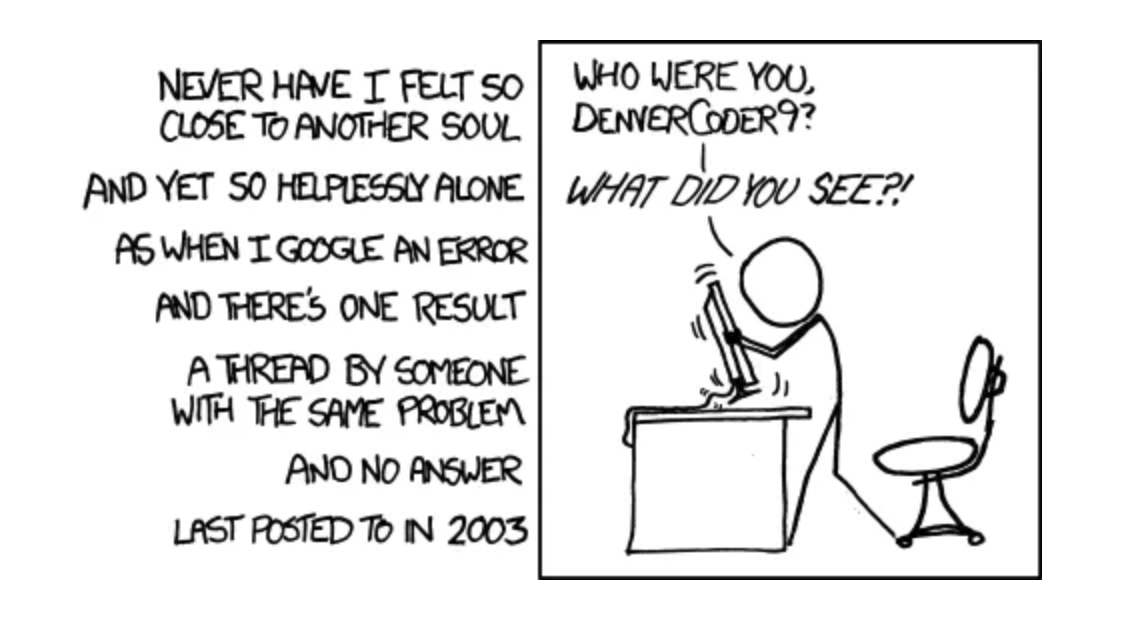 NEVER HAVE I FELT SO
CLOSE TO ANOTHER SOUL
AND YET SO HELPLESSLY ALONE
AS WHEN I GOOGLE AN ERROR
AND THERE'S ONE RESULT
A THREAD BY SOMEONE
WITH THE SAME PROBLEM
AND NO ANSWER
LAST POSTED TO IN 2003
WHO WERE YOU,
DENVERCODER9?
WHAT DID YOU SEE?!